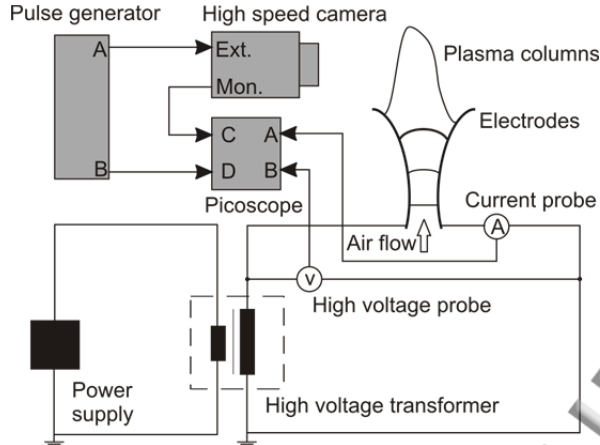 Pulse generator
High speed camera
A
Ext.
Mon.
Plasma columns
Electrodes
C
A
B
D
B
Picoscope
Current probe
A
Air flow
V
High voltage probe
Power
supply
High voltage transformer